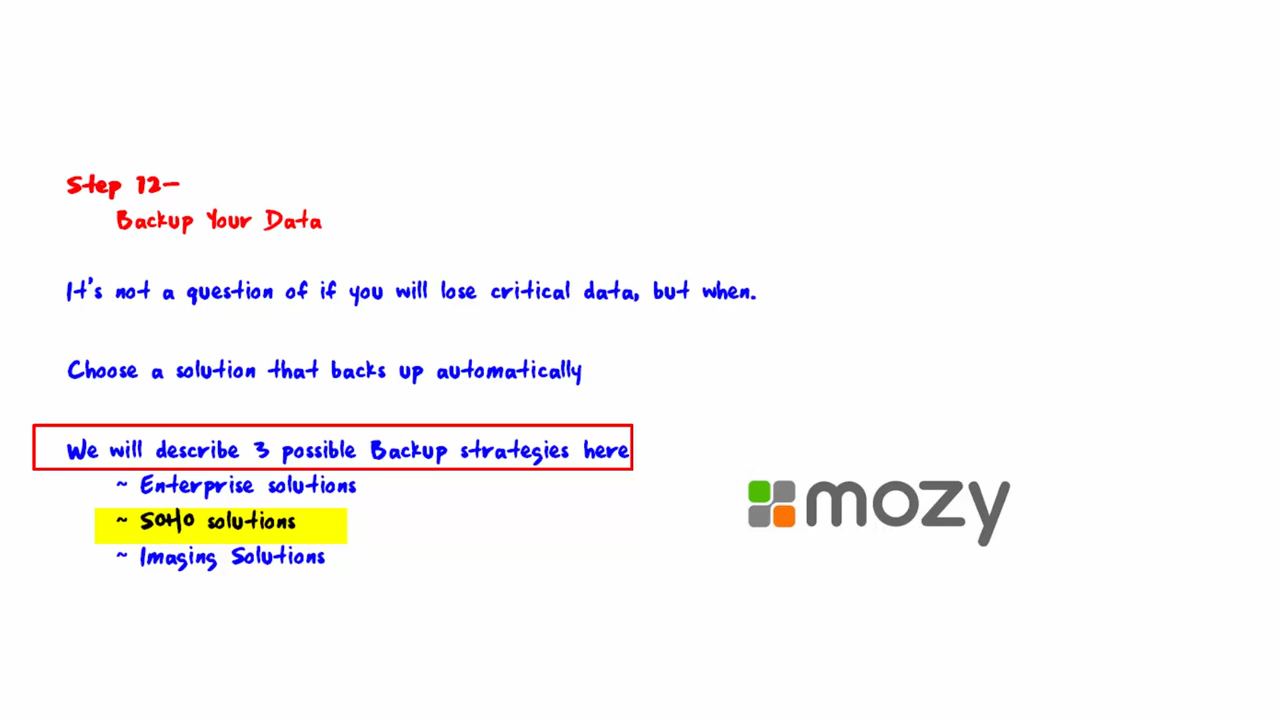 Step 12-
Backup Your Data
It's not a question of if you will lose critical data, but when.
Choose a solution that backs up automatically
We will describe 3 possible Backup strategies here
~ Enterprise solutions
~ SOHO solutions
~ Imaging Solutions
mozy